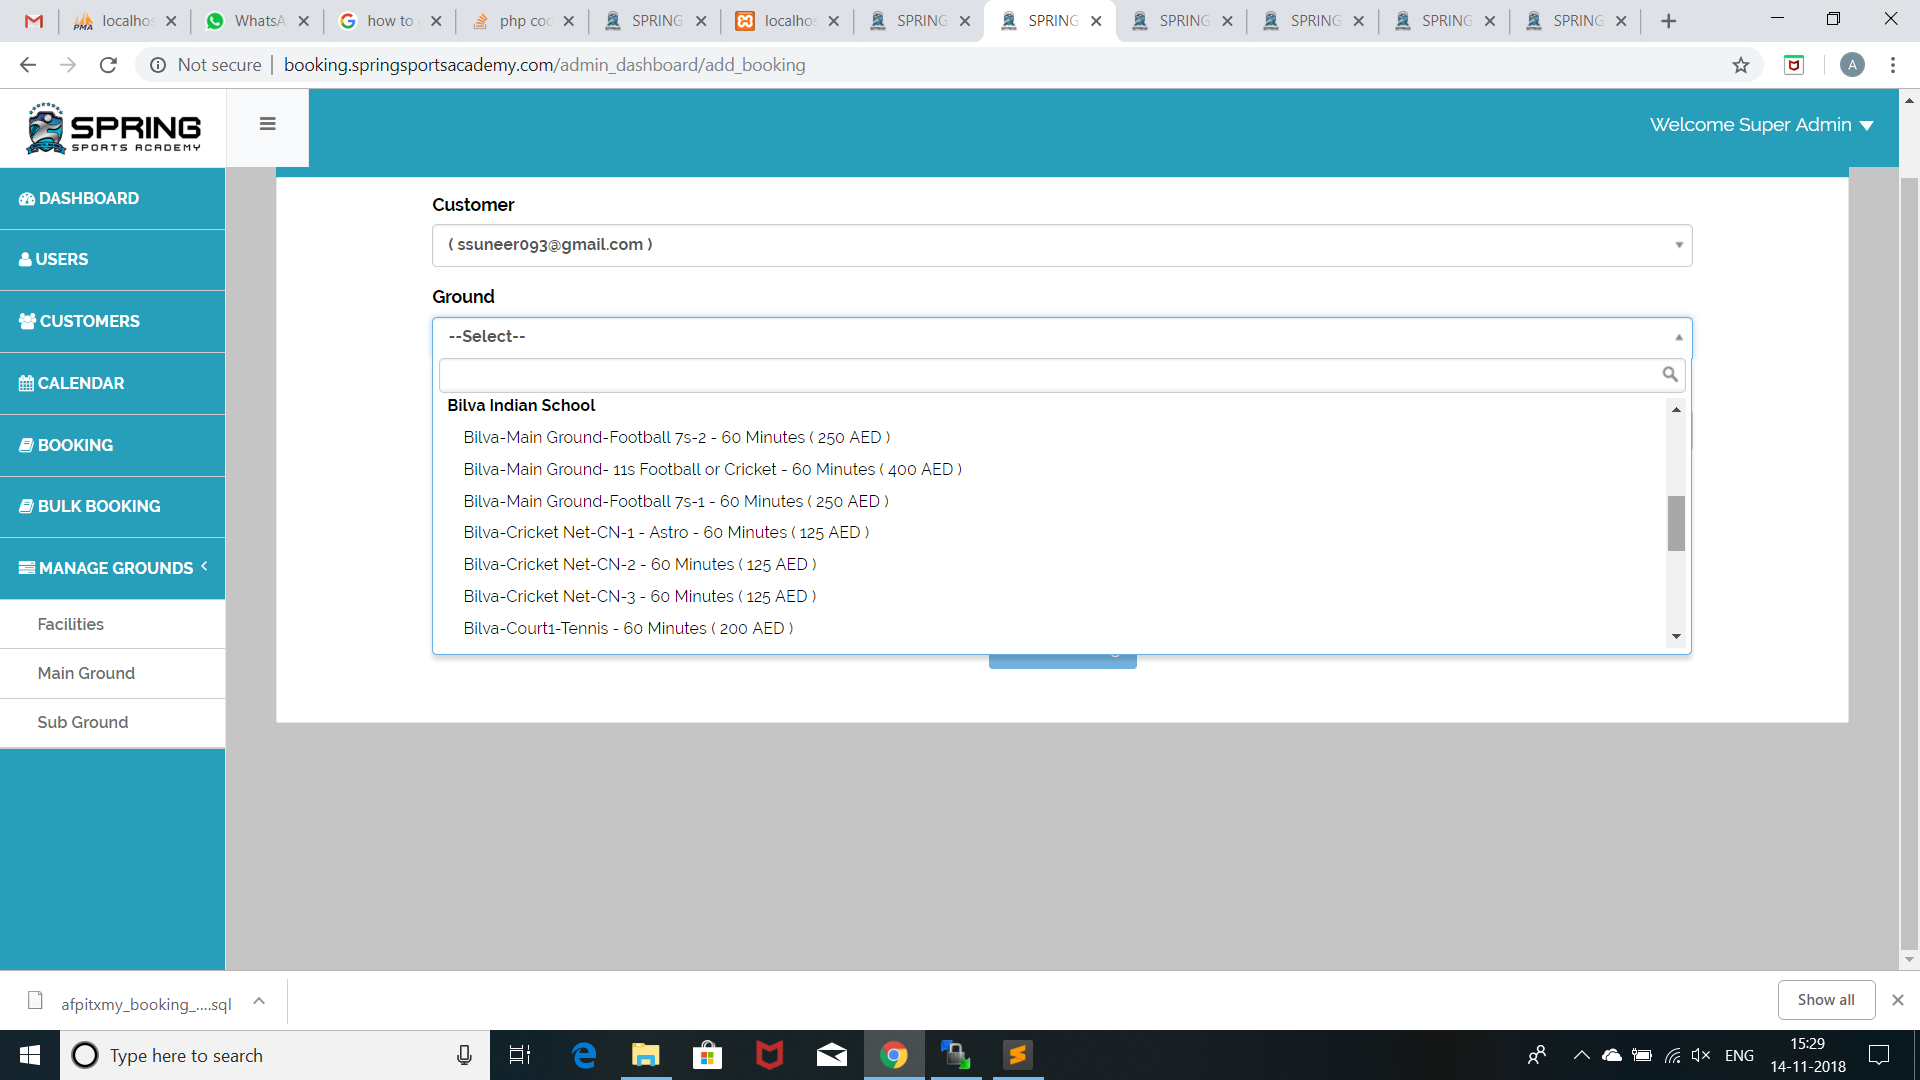 localhos
WhatsA
how to
php cod
SPRING
localhos
SPRING
SPRING
SPRING
SPRING
SPRING
SPRING
Not secure
booking.springsportsacademy.com/admin_dashboard/add_booking
A
SPRING
SPORTS ACADEMY
Welcome Super Admin
DASHBOARD
USERS
CUSTOMERS
CALENDAR
BOOKING
BULK BOOKING
MANAGE GROUNDS
Facilities
Main Ground
Sub Ground
Customer
( ssuneer093@gmail.com )
Ground
--Select--
Bilva Indian School
Bilva-Main Ground-Football 7s-2 - 60 Minutes ( 250 AED )
Bilva-Main Ground- 11s Football or Cricket - 60 Minutes ( 400 AED )
Bilva-Main Ground-Football 7s-1 - 60 Minutes ( 250 AED )
Bilva-Cricket Net-CN-1 - Astro - 60 Minutes ( 125 AED )
Bilva-Cricket Net-CN-2 - 60 Minutes ( 125 AED )
Bilva-Cricket Net-CN-3 - 60 Minutes ( 125 AED )
Bilva-Court1-Tennis - 60 Minutes ( 200 AED )
afpitxmy_booking_....sql
Show all
Type here to search
ENG
15:29
14-11-2018